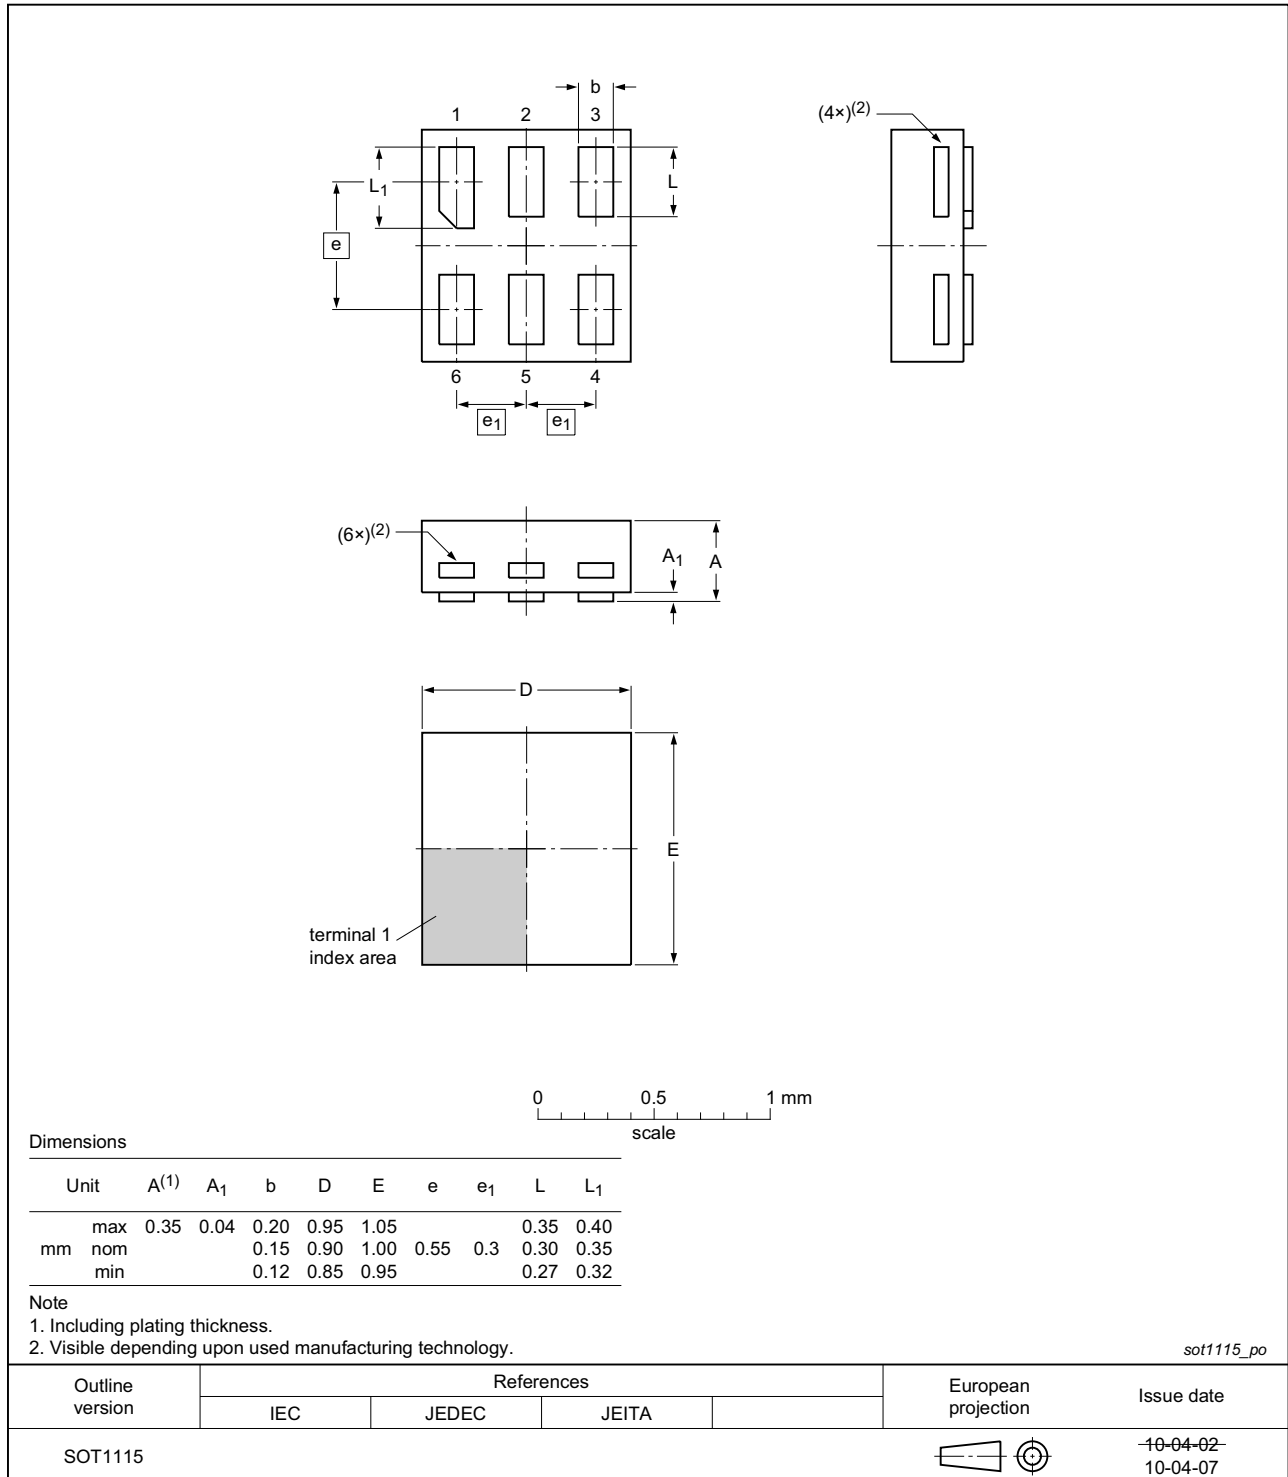 b
1 2 3
(4×)(2)
L1
L
e
6 5 4
e1 e1
(6×)(2)
A1 A
D
E
terminal 1
index area
0 0.5 1 mm
scale
Dimensions
Unit A(1) A1 b D E e e1 L L1
max 0.35 0.04 0.20 0.95 1.05 0.35 0.40
mm nom 0.15 0.90 1.00 0.55 0.3 0.30 0.35
min 0.12 0.85 0.95 0.27 0.32
Note
1. Including plating thickness.
2. Visible depending upon used manufacturing technology.
sot1115_po
Outline
version
References
IEC JEDEC JEITA
European
projection
Issue date
SOT1115
10-04-02
10-04-07